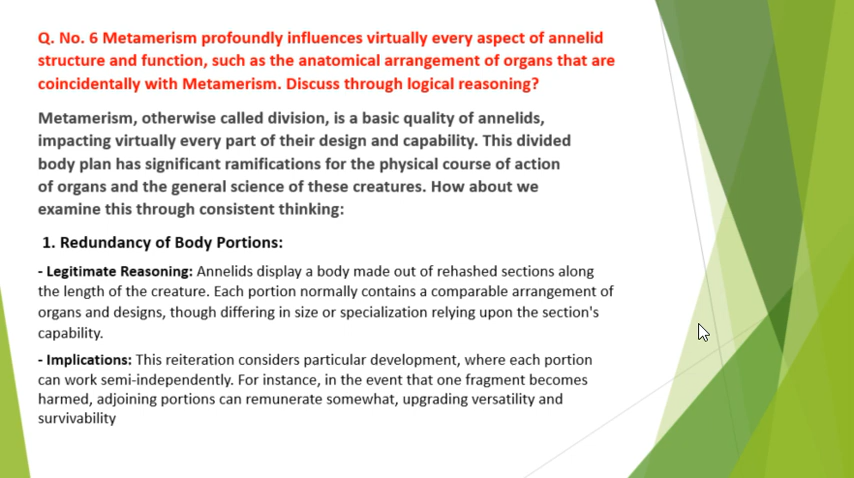 Q. No. 6 Metamerism profoundly influences virtually every aspect of annelid
structure and function, such as the anatomical arrangement of organs that are
coincidentally with Metamerism. Discuss through logical reasoning?
Metamerism, otherwise called division, is a basic quality of annelids,
impacting virtually every part of their design and capability. This divided
body plan has significant ramifications for the physical course of action
of organs and the general science of these creatures. How about we
examine this through consistent thinking:
1. Redundancy of Body Portions:
- Legitimate Reasoning: Annelids display a body made out of rehashed sections along
the length of the creature. Each portion normally contains a comparable arrangement of
organs and designs, though differing in size or specialization relying upon the section's
capability.
- Implications: This reiteration considers particular development, where each portion
can work semi-independently. For instance, in the event that one fragment becomes
harmed, adjoining portions can remunerate somewhat, upgrading versatility and
survivability